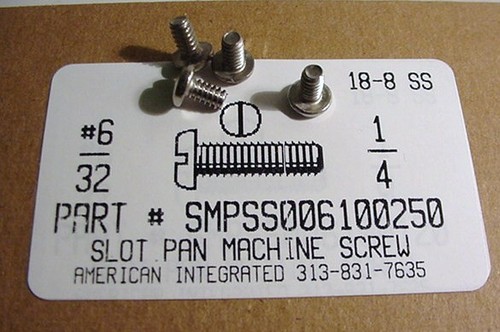 18-8 SS
#6
32
1
4
PART # SMPSS006100250
SLOT PAN MACHINE SCREW
AMERICAN INTEGRATED 313-831-7635